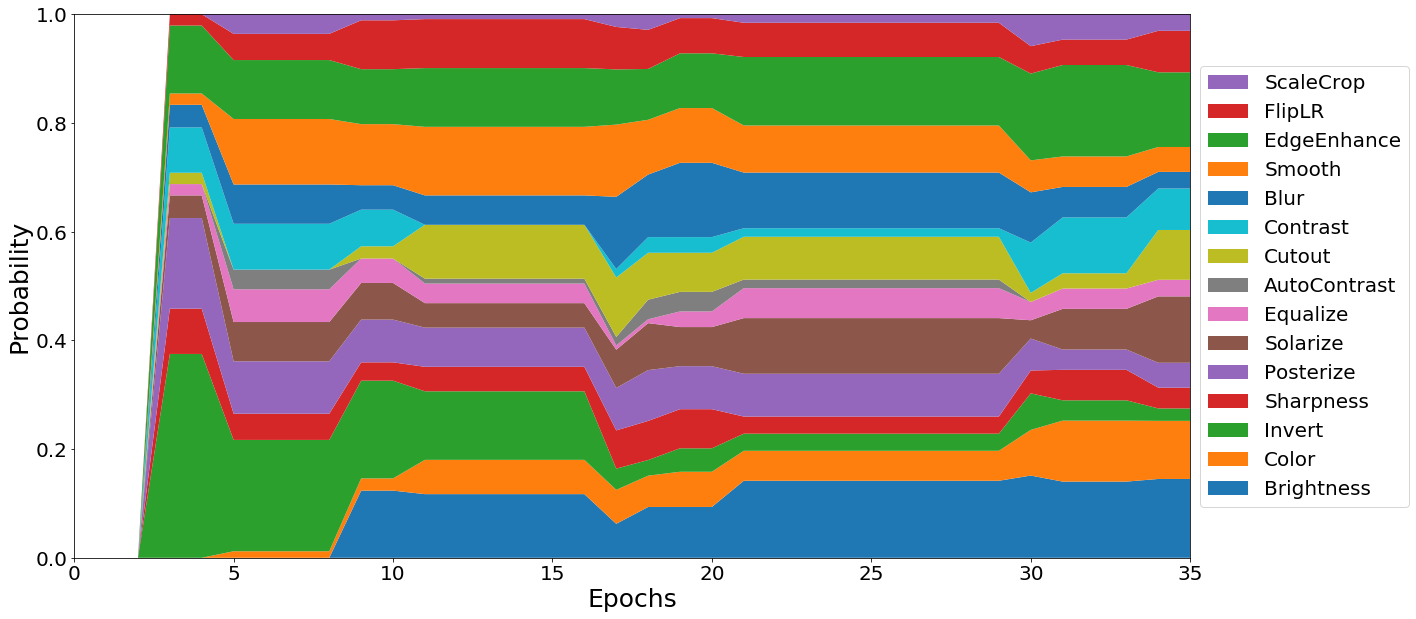 1.0
0.8
0.6
0.4
0.2
0.0
Probability
0 5 10 15 20 25 30 35
Epochs
ScaleCrop
FlipLR
EdgeEnhance
Smooth
Blur
Contrast
Cutout
AutoContrast
Equalize
Solarize
Posterize
Sharpness
Invert
Color
Brightness